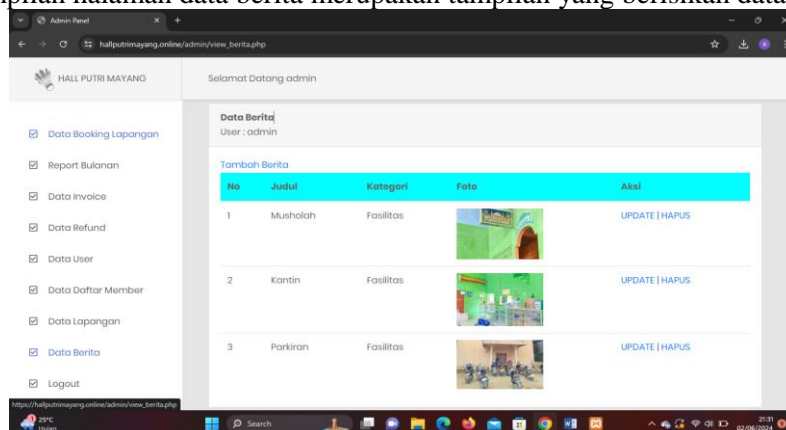 tampilan halaman data berita merupakan tampilan yang berisikan data
Admin Panel
hallputrimayang.online/admin/view_berita.php
HALL PUTRI MAYANG
Selamat Datang admin
Data Berita
User : admin
Data Booking Lapangan
Report Bulanan
Data Invoice
Data Refund
Data User
Data Daftar Member
Data Lapangan
Data Berita
Logout
Tambah Berita
No Judul Kategori Foto Aksi
1 Musholah Fasilitas UPDATE | HAPUS
2 Kantin Fasilitas UPDATE | HAPUS
3 Parkiran Fasilitas UPDATE | HAPUS
https://hallputrimayang.online/admin/view_berita.php
25°C
Hujan
Search
21:31
02/06/2024